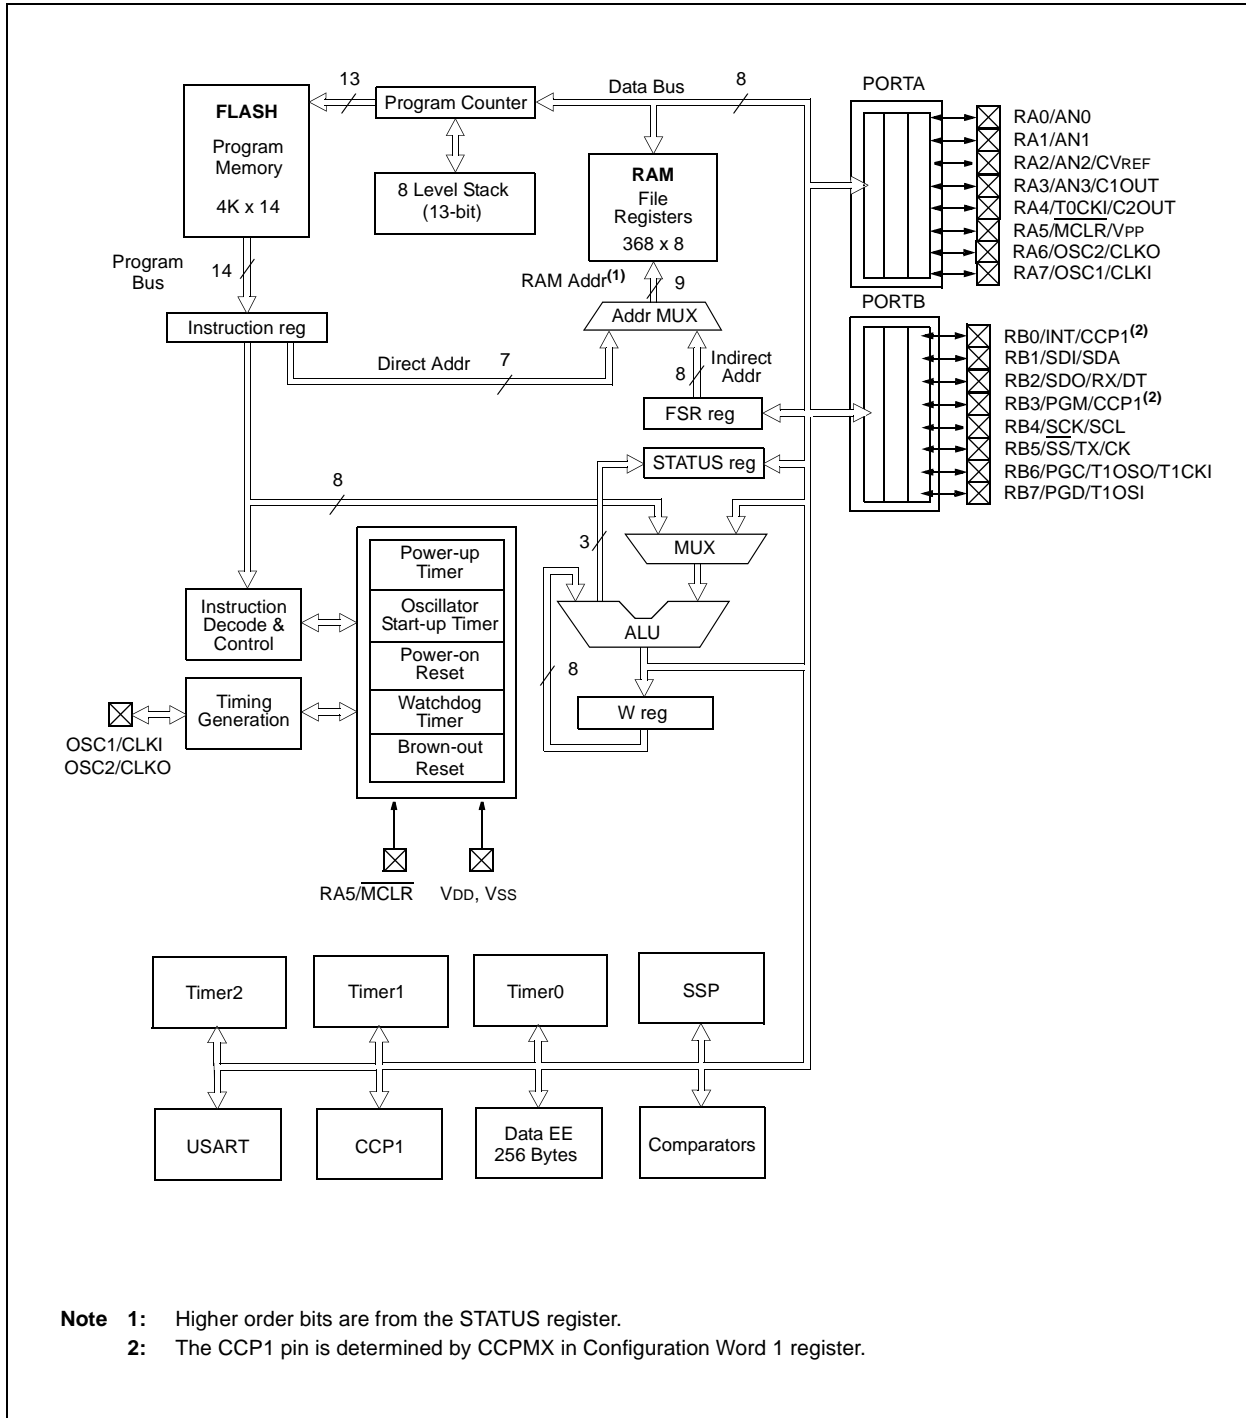 13
Data Bus
8
PORTA
FLASH
Program
Memory
4K x 14
Program Counter
8 Level Stack
(13-bit)
RAM
File
Registers
368 x 8
RA0/AN0
RA1/AN1
RA2/AN2/CVREF
RA3/AN3/C1OUT
RA4/T0CKI/C2OUT
RA5/MCLR/VPP
RA6/OSC2/CLKO
RA7/OSC1/CLKI
Program
Bus
14
RAM Addr(1)
9
PORTB
Instruction reg
Addr MUX
Direct Addr
7
8
Indirect
Addr
RB0/INT/CCP1(2)
RB1/SDI/SDA
RB2/SDO/RX/DT
RB3/PGM/CCP1(2)
RB4/SCK/SCL
RB5/SS/TX/CK
RB6/PGC/T1OSO/T1CKI
RB7/PGD/T1OSI
FSR reg
STATUS reg
8
3
MUX
Power-up
Timer
Oscillator
Start-up Timer
Power-on
Reset
Watchdog
Timer
Brown-out
Reset
Instruction
Decode &
Control
ALU
8
W reg
Timing
Generation
OSC1/CLKI
OSC2/CLKO
RA5/MCLR
VDD, VSS
Timer2
Timer1
Timer0
SSP
USART
CCP1
Data EE
256 Bytes
Comparators
Note 1: Higher order bits are from the STATUS register.
2: The CCP1 pin is determined by CCPMX in Configuration Word 1 register.